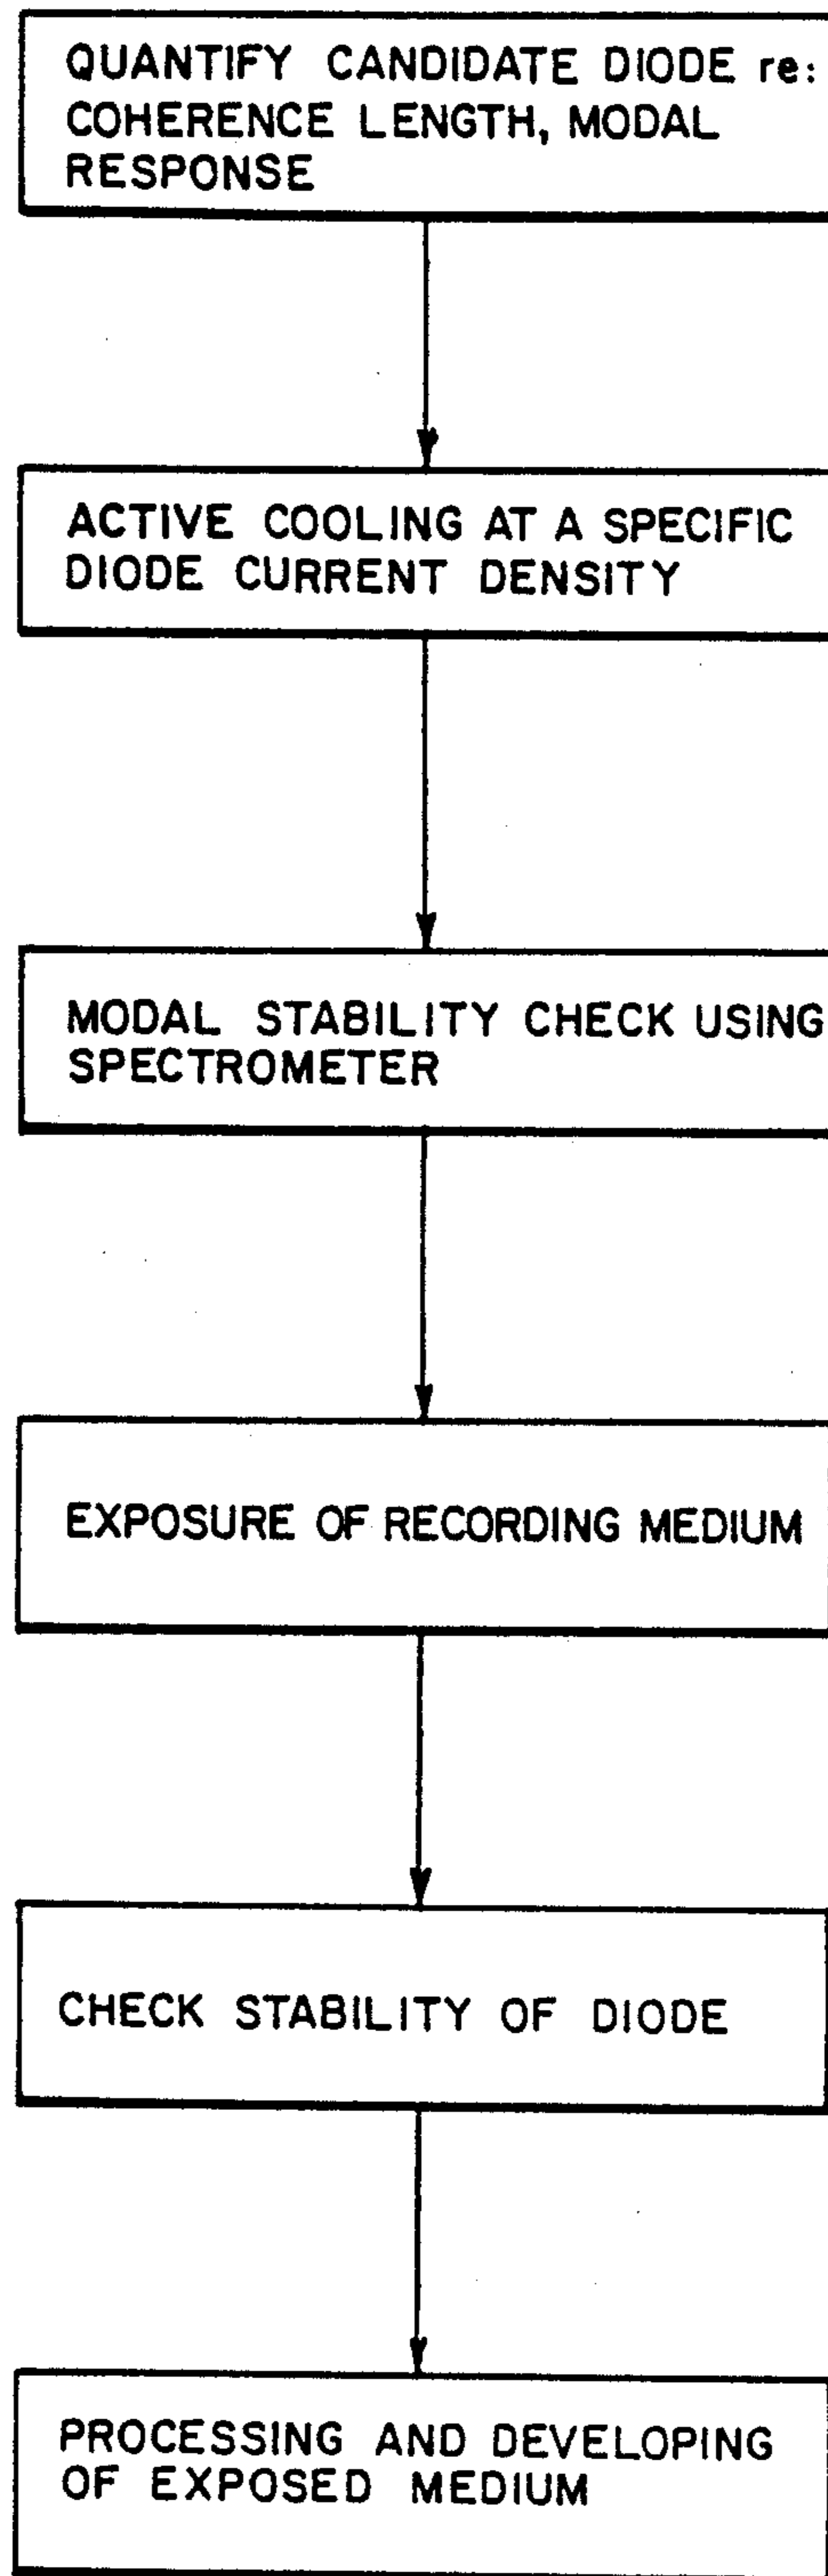 QUANTIFY CANDIDATE DIODE re:
COHERENCE LENGTH, MODAL
RESPONSE
ACTIVE COOLING AT A SPECIFIC
DIODE CURRENT DENSITY
MODAL STABILITY CHECK USING
SPECTROMETER
EXPOSURE OF RECORDING MEDIUM
CHECK STABILITY OF DIODE
PROCESSING AND DEVELOPING
OF EXPOSED MEDIUM